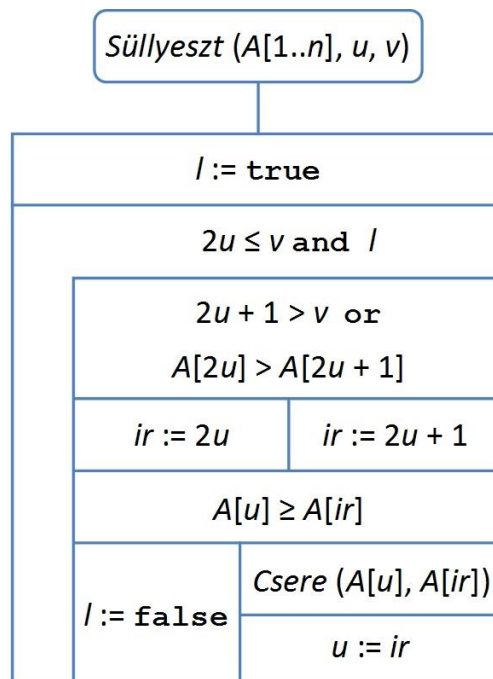 Süllyeszt (A[1..n], u, v)
l := true
2u ≤ v and l
2u + 1 > v or
A[2u] > A[2u + 1]
ir := 2u
ir := 2u + 1
A[u] ≥ A[ir]
l := false
Csere (A[u], A[ir])
u := ir